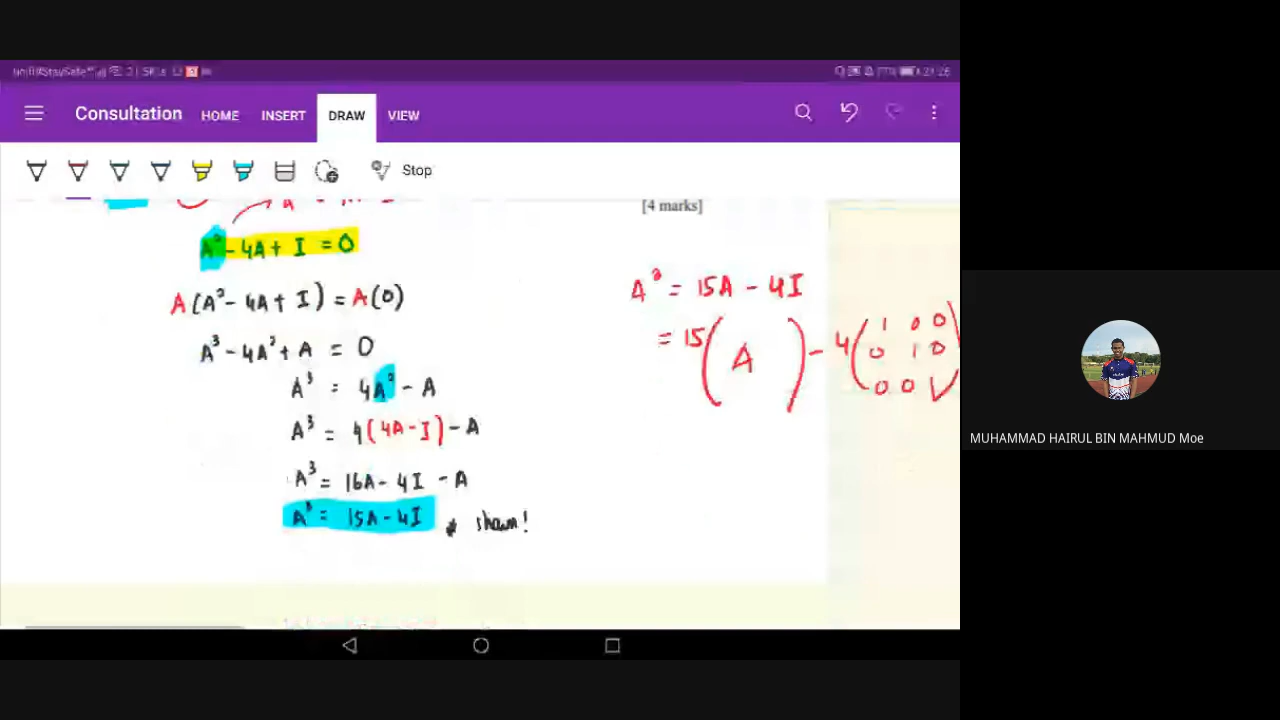 Consultation HOME INSERT DRAW VIEW
Stop
[4 marks]
A² - 4A + I = 0
A(A² - 4A + I) = A(0)
A³ - 4A² + A = 0
A³ = 4A² - A
A³ = 4(4A - I) - A
A³ = 16A - 4I - A
A³ = 15A - 4I * shown!
A³ = 15A - 4I
= 15( A ) - 4(
1 0 0
0 1 0
0 0 1
MUHAMMAD HAIRUL BIN MAHMUD Moe